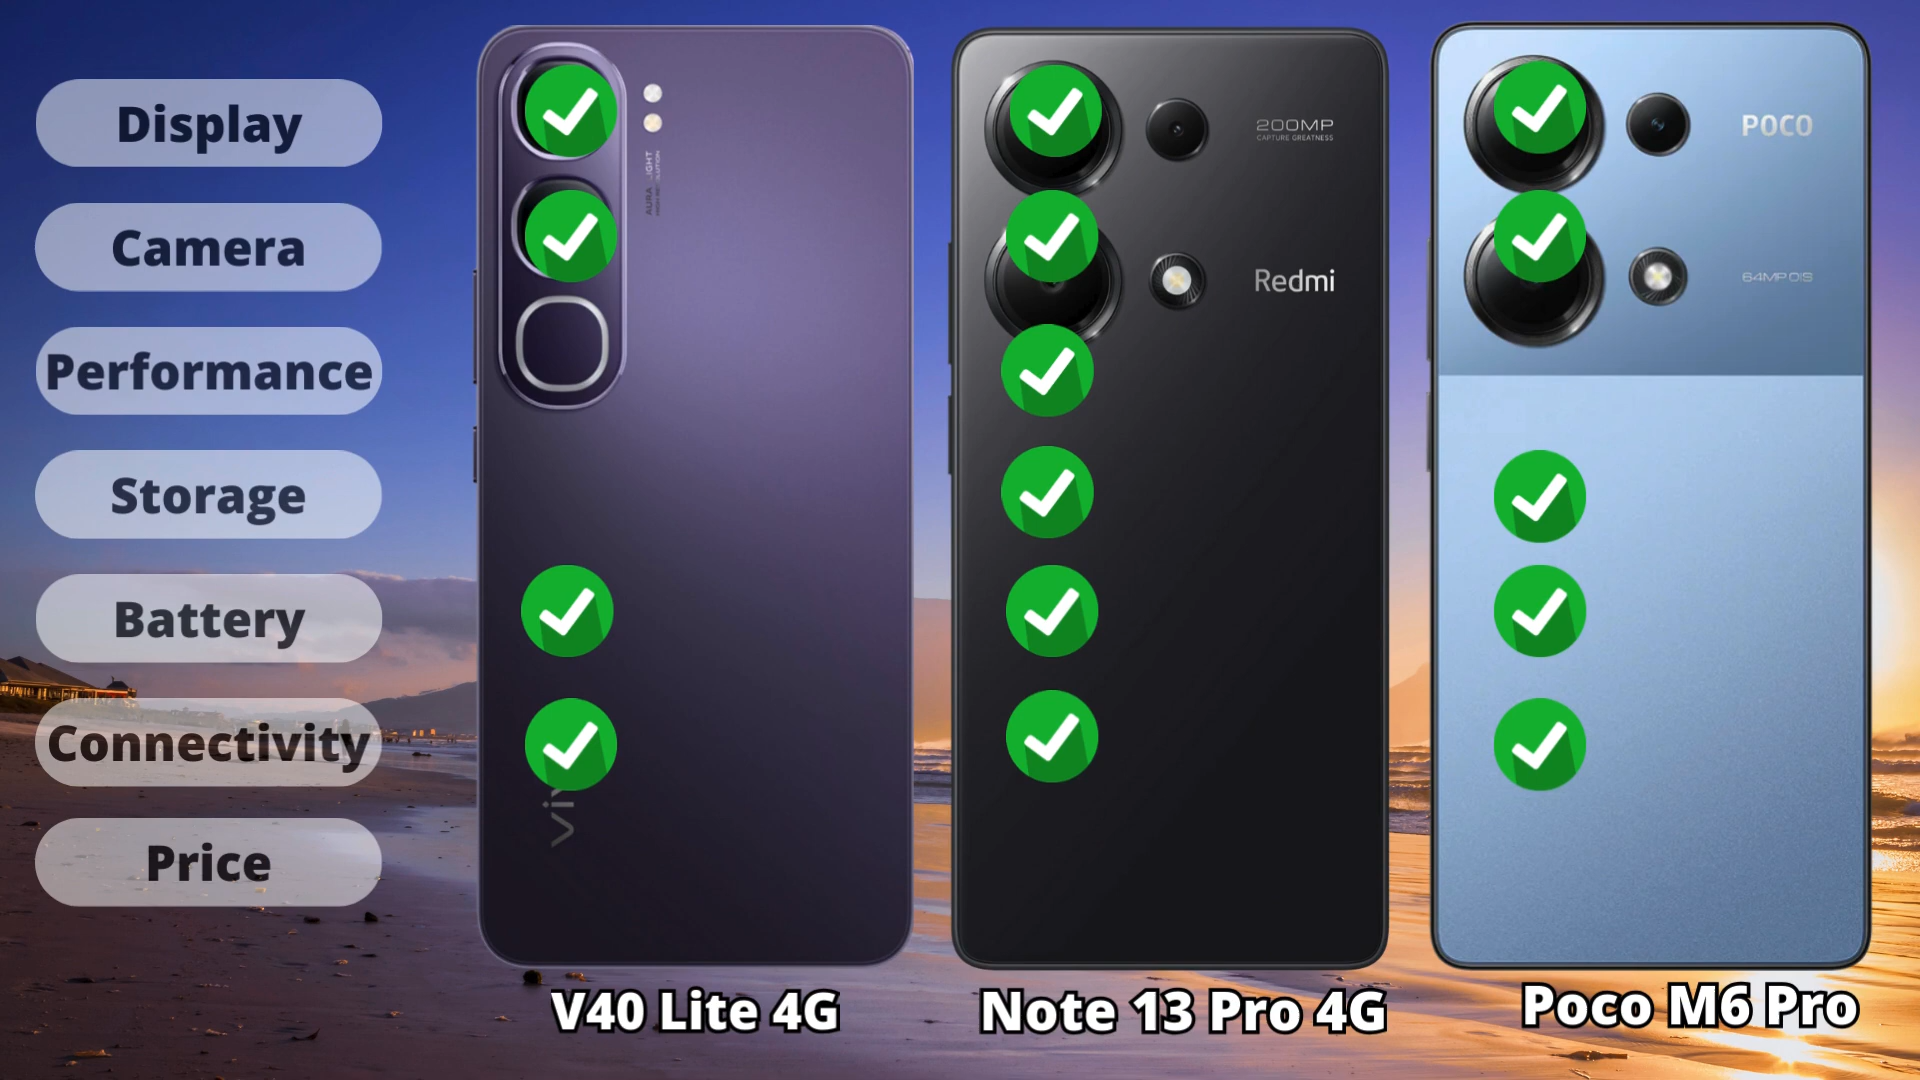 Display
Camera
Performance
Storage
Battery
Connectivity
Price
200MP
CAPTURE GREATNESS
Redmi
POCO
64MP OIS
V40 Lite 4G
Note 13 Pro 4G
Poco M6 Pro